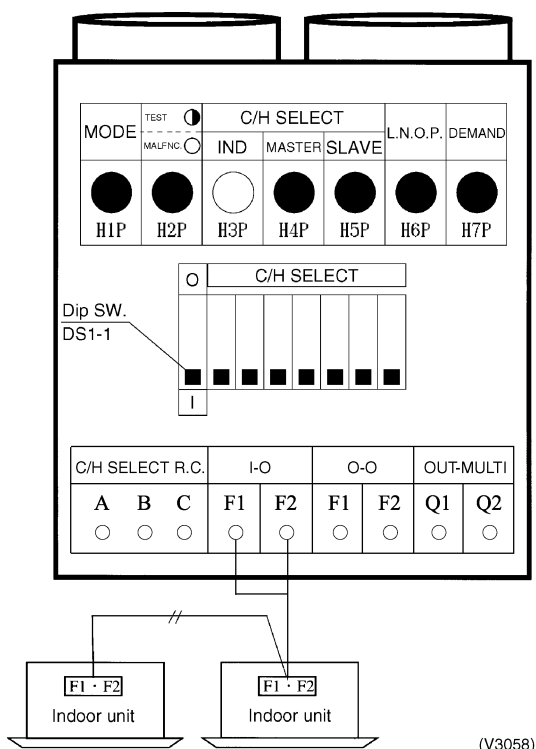 MODE TEST C/H SELECT L.N.O.P. DEMAND
MALFNC. IND MASTER SLAVE
H1P H2P H3P H4P H5P H6P H7P
O C/H SELECT
Dip SW.
DS1-1
I
C/H SELECT R.C. I-O O-O OUT-MULTI
A B C F1 F2 F1 F2 Q1 Q2
F1 · F2 F1 · F2
Indoor unit Indoor unit
(V3058)